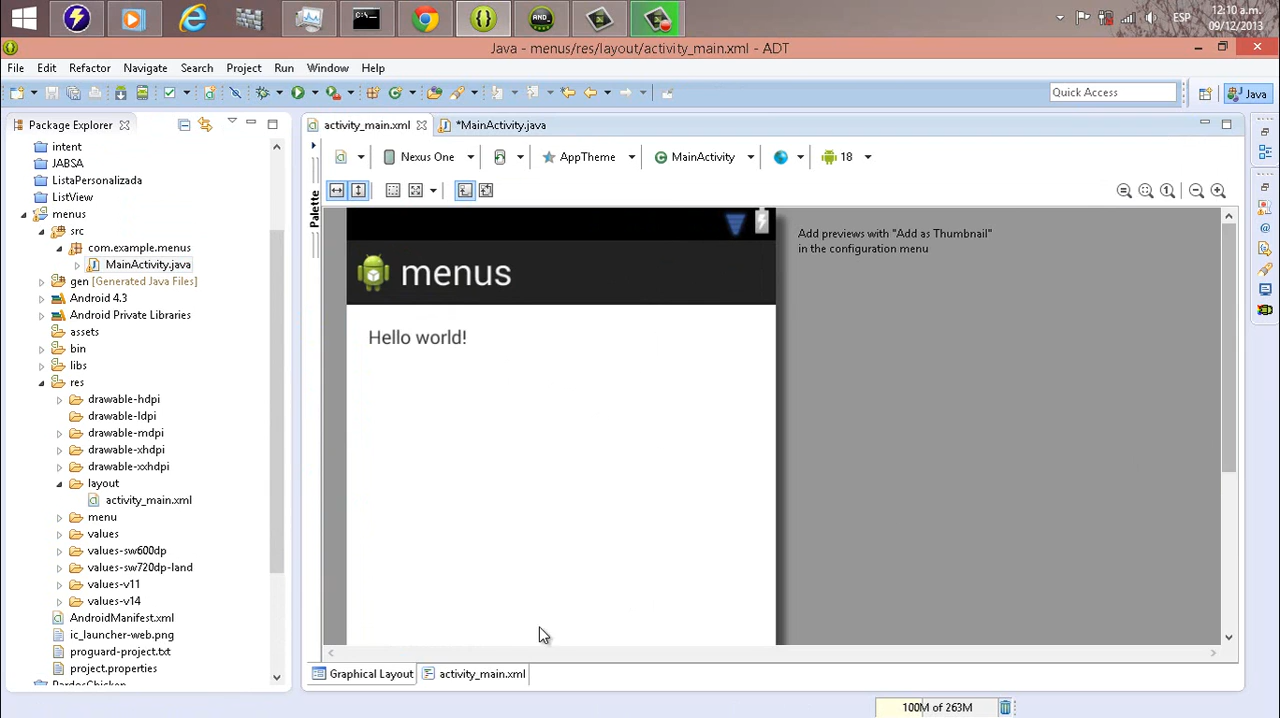 12:10 a.m.
ESP
09/12/2013
Java - menus/res/layout/activity_main.xml - ADT
File Edit Refactor Navigate Search Project Run Window Help
Quick Access
Java
Package Explorer
activity_main.xml
*MainActivity.java
Nexus One
AppTheme
MainActivity
18
Palette
intent
JABSA
ListaPersonalizada
ListView
menus
src
com.example.menus
MainActivity.java
gen [Generated Java Files]
Android 4.3
Android Private Libraries
assets
bin
libs
res
drawable-hdpi
drawable-ldpi
drawable-mdpi
drawable-xhdpi
drawable-xxhdpi
layout
activity_main.xml
menu
values
values-sw600dp
values-sw720dp-land
values-v11
values-v14
AndroidManifest.xml
ic_launcher-web.png
proguard-project.txt
project.properties
PardosChicken
menus
Hello world!
Add previews with "Add as Thumbnail"
in the configuration menu
Graphical Layout
activity_main.xml
100M of 263M